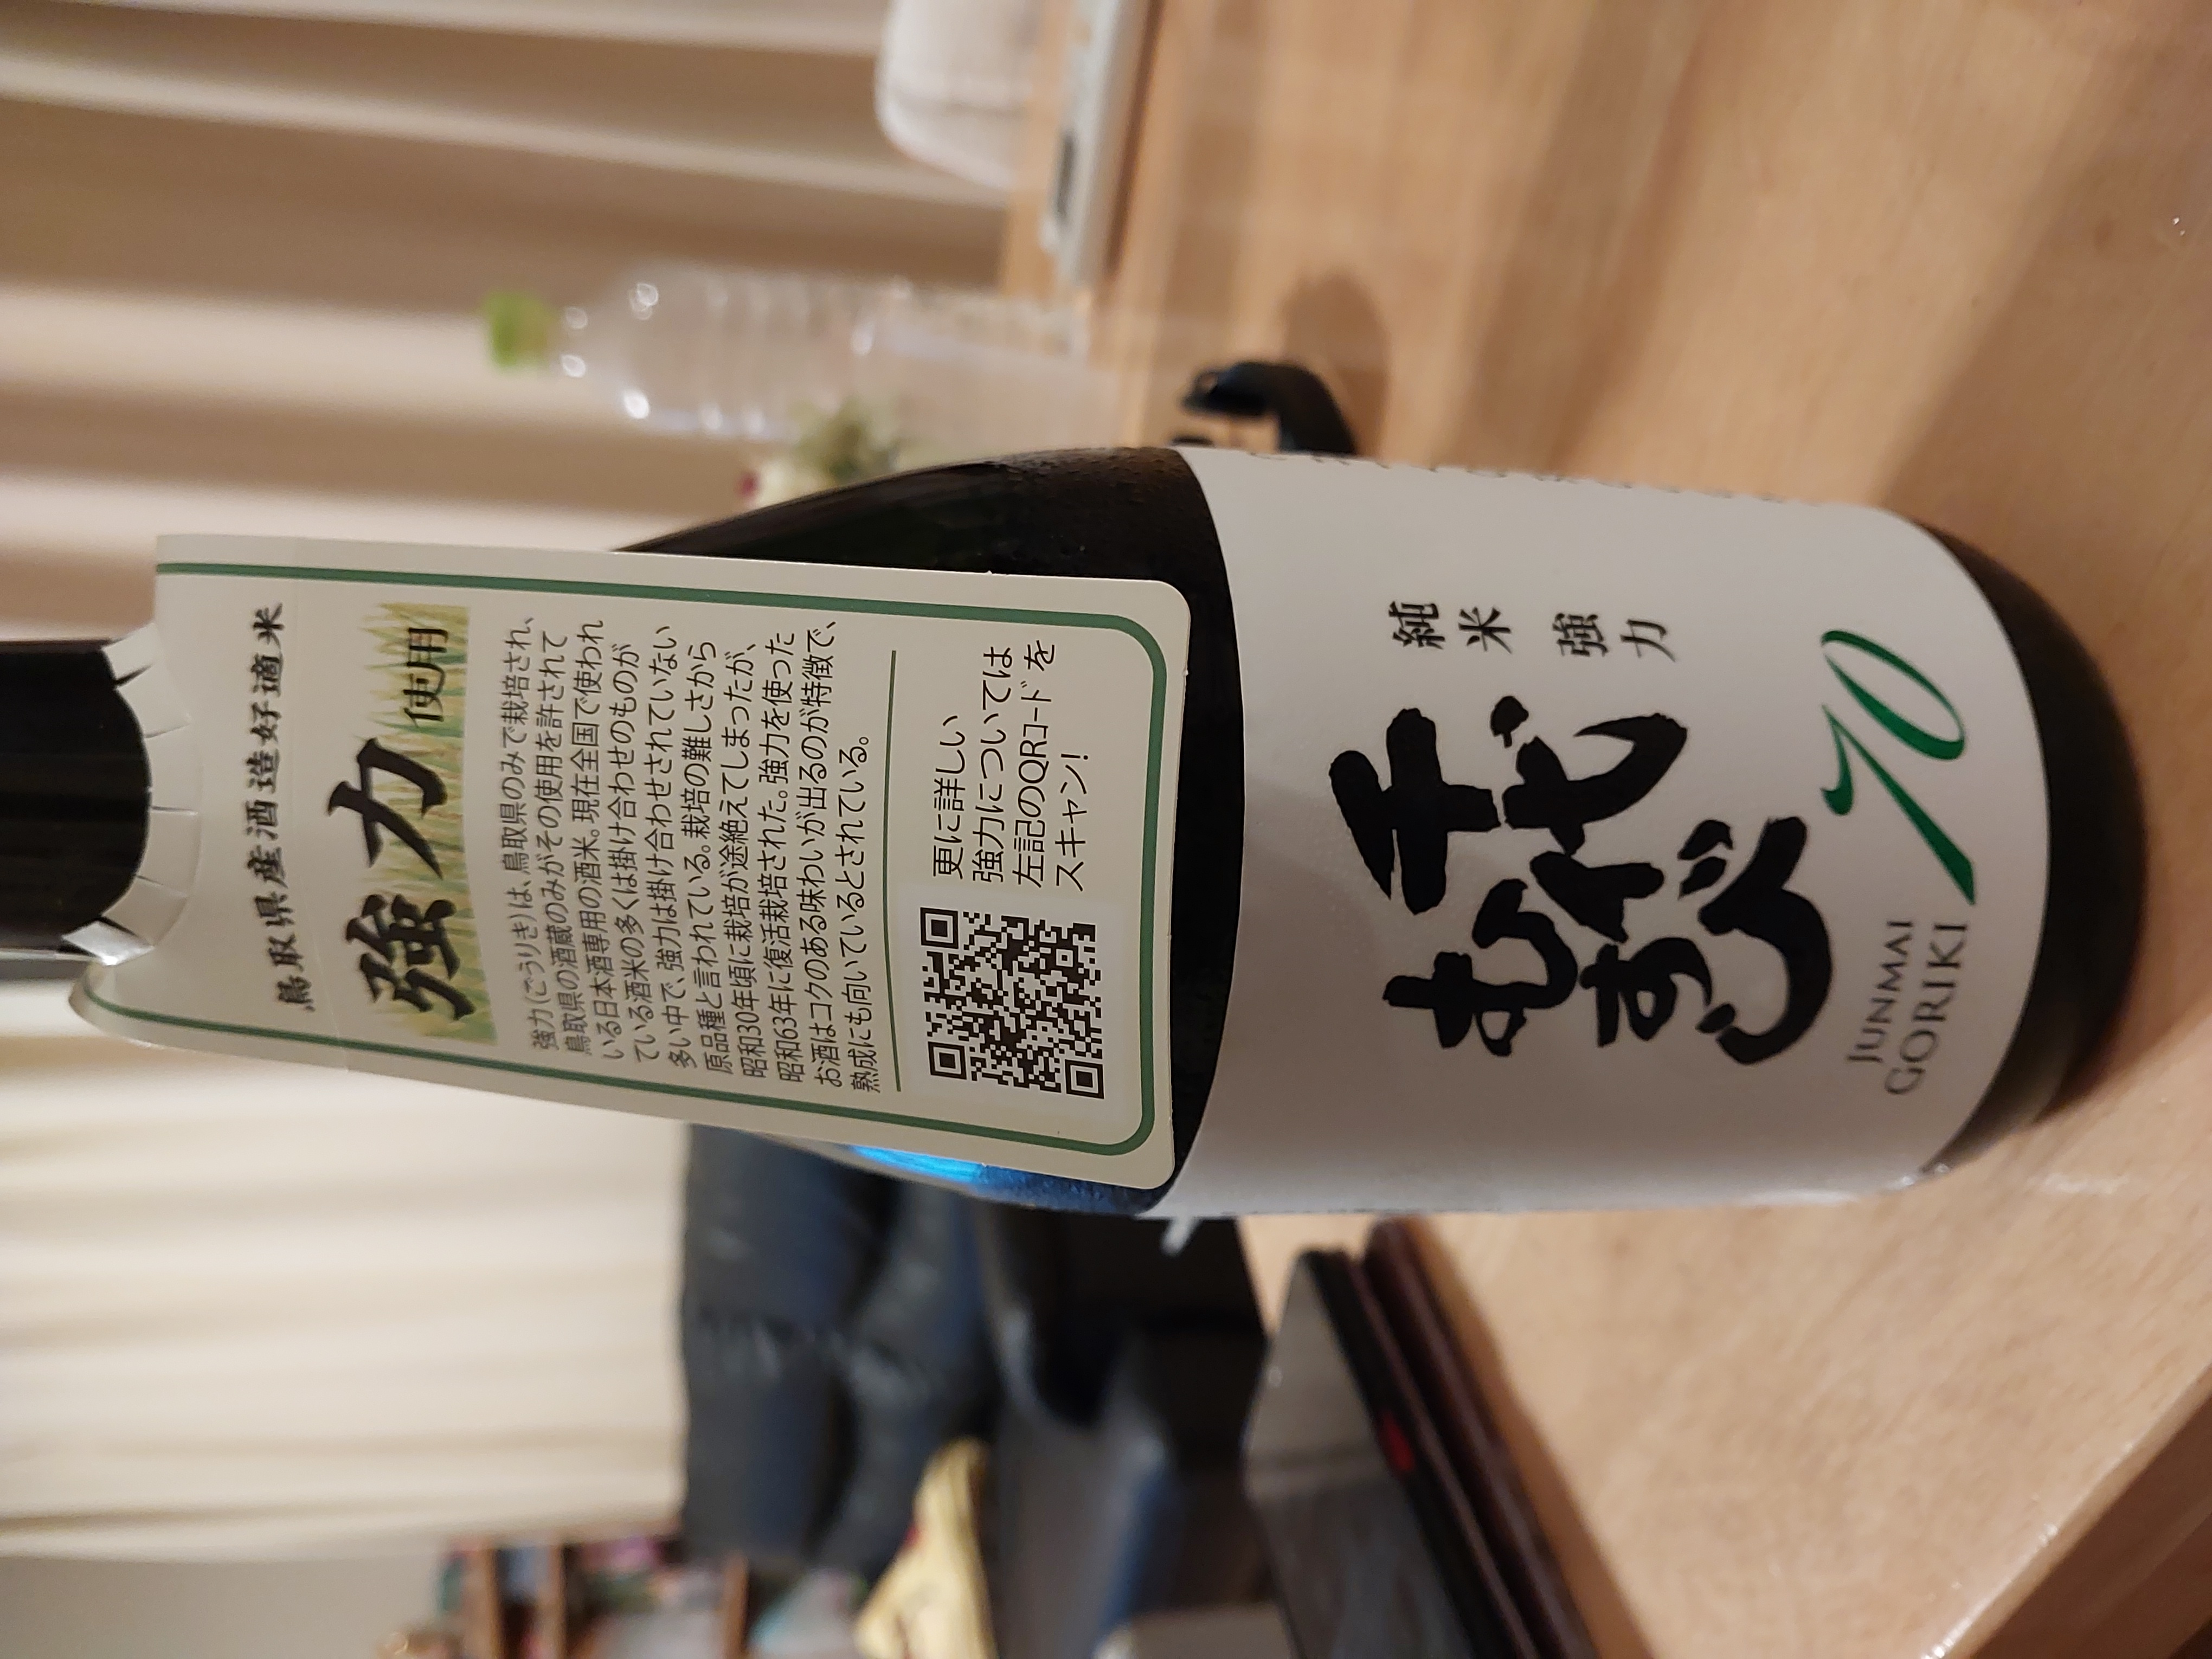 鳥取県産酒造好適米
強力 使用
強力(ごうりき)は、鳥取県のみで栽培され、
鳥取県の酒蔵のみがその使用を許されて
いる日本酒専用の酒米。現在全国で使われ
ている酒米の多くは掛け合わせのものが
多い中で、強力は掛け合わせされていない
原品種と言われている。栽培の難しさから
昭和30年頃に栽培が途絶えてしまったが、
昭和63年に復活栽培された。強力を使った
お酒はコクのある味わいが出るのが特徴で、
熟成にも向いているとされている。
更に詳しい
強力については
左記のQRコードを
スキャン!
純米 強力
千代
むすび
JUNMAI
GORIKI
70